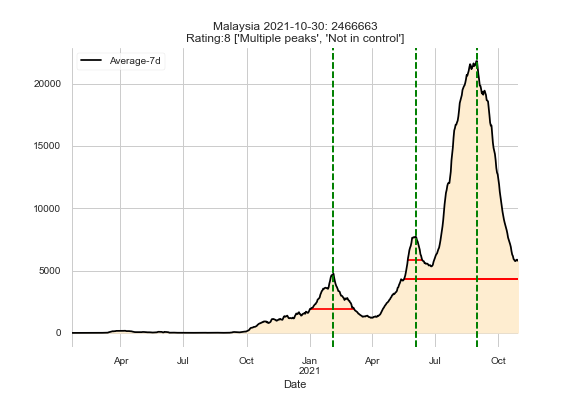 Malaysia 2021-10-30: 2466663
Rating:8 ['Multiple peaks', 'Not in control']
Average-7d
20000
15000
10000
5000
0
Apr Jul Oct Jan Apr Jul Oct
2021
Date